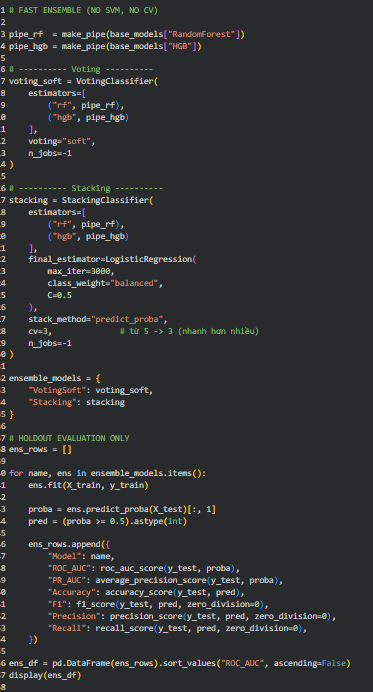 1 # FAST ENSEMBLE (NO SVM, NO CV)
2
3 pipe_rf  = make_pipe(base_models["RandomForest"])
4 pipe_hgb = make_pipe(base_models["HGB"])
5
6 # ---------- Voting ----------
7 voting_soft = VotingClassifier(
8     estimators=[
9         ("rf", pipe_rf),
0         ("hgb", pipe_hgb)
1     ],
2     voting="soft",
3     n_jobs=-1
4 )
5
6 # ---------- Stacking ----------
7 stacking = StackingClassifier(
8     estimators=[
9         ("rf", pipe_rf),
0         ("hgb", pipe_hgb)
1     ],
2     final_estimator=LogisticRegression(
3         max_iter=3000,
4         class_weight="balanced",
5         C=0.5
6     ),
7     stack_method="predict_proba",
8     cv=3,              # từ 5 -> 3 (nhanh hơn nhiều)
9     n_jobs=-1
0 )
1
2 ensemble_models = {
3     "VotingSoft": voting_soft,
4     "Stacking": stacking
5 }
6
7 # HOLDOUT EVALUATION ONLY
8 ens_rows = []
9
0 for name, ens in ensemble_models.items():
1     ens.fit(X_train, y_train)
2
3     proba = ens.predict_proba(X_test)[:, 1]
4     pred = (proba >= 0.5).astype(int)
5
6     ens_rows.append({
7         "Model": name,
8         "ROC_AUC": roc_auc_score(y_test, proba),
9         "PR_AUC": average_precision_score(y_test, proba),
0         "Accuracy": accuracy_score(y_test, pred),
1         "F1": f1_score(y_test, pred, zero_division=0),
2         "Precision": precision_score(y_test, pred, zero_division=0),
3         "Recall": recall_score(y_test, pred, zero_division=0),
4     })
5
6 ens_df = pd.DataFrame(ens_rows).sort_values("ROC_AUC", ascending=False)
7 display(ens_df)
8